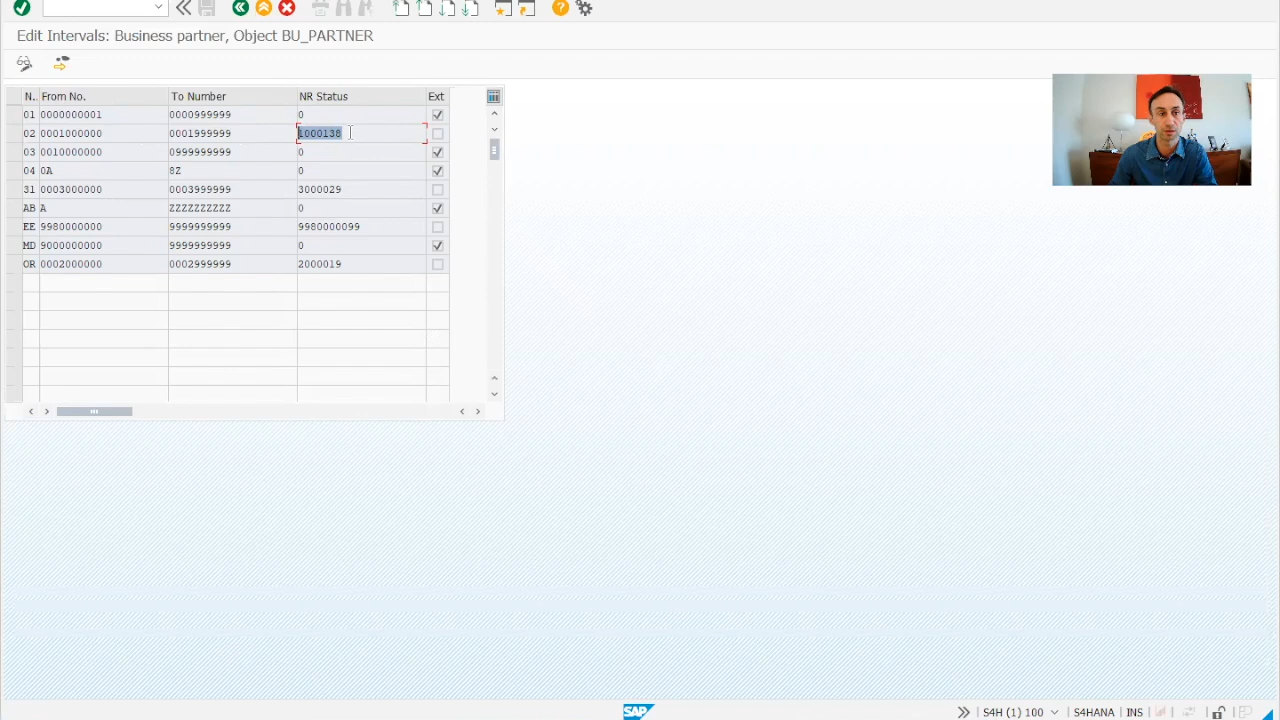 Edit Intervals: Business partner, Object BU_PARTNER
N.. From No. To Number NR Status Ext
01 0000000001 0000999999 0
02 0001000000 0001999999 1000138
03 0010000000 0999999999 0
04 0A 8Z 0
31 0003000000 0003999999 3000029
AB A ZZZZZZZZZZ 0
EE 9980000000 9999999999 9980000099
MD 9000000000 9999999999 0
OR 0002000000 0002999999 2000019
SAP
S4H (1) 100 S4HANA INS